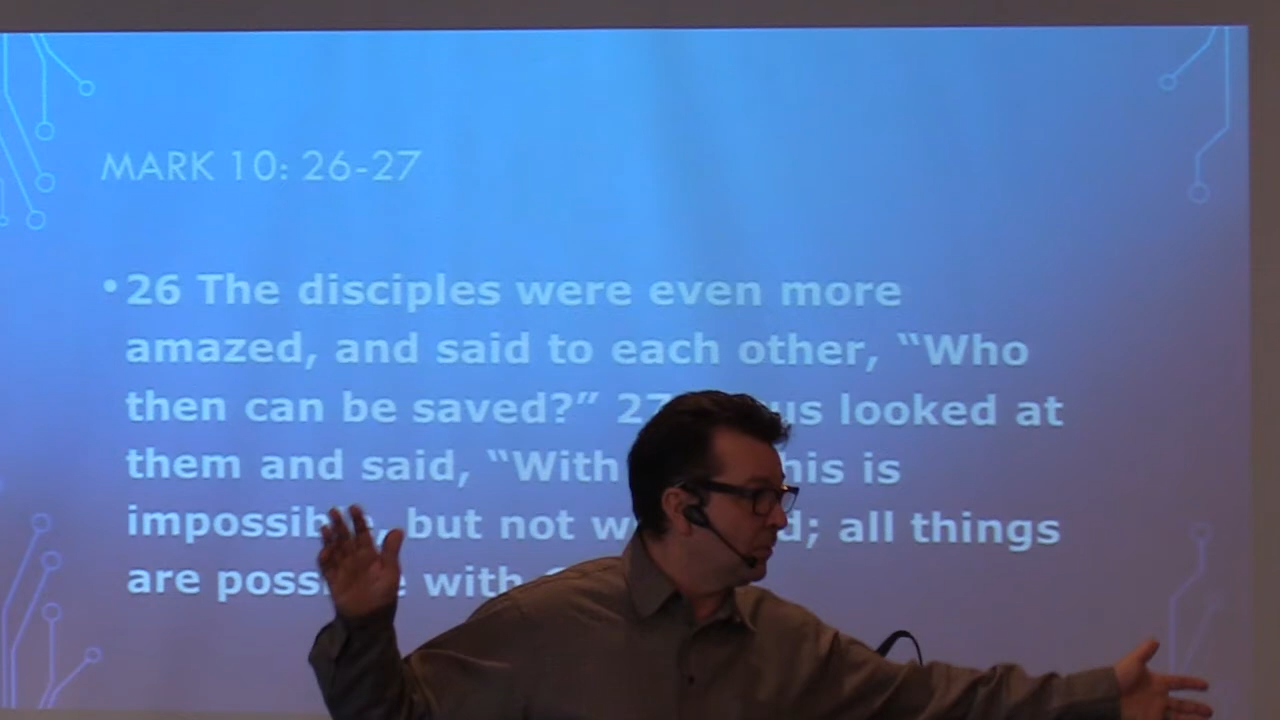 MARK 10: 26-27
• 26 The disciples were even more
amazed, and said to each other, “Who
then can be saved?” 27 looked at
them and said, “With this is
but not all things
are with